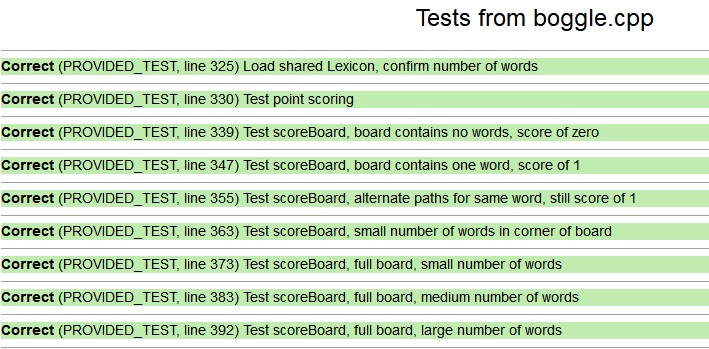 Tests from boggle.cpp
Correct (PROVIDED_TEST, line 325) Load shared Lexicon, confirm number of words
Correct (PROVIDED_TEST, line 330) Test point scoring
Correct (PROVIDED_TEST, line 339) Test scoreBoard, board contains no words, score of zero
Correct (PROVIDED_TEST, line 347) Test scoreBoard, board contains one word, score of 1
Correct (PROVIDED_TEST, line 355) Test scoreBoard, alternate paths for same word, still score of 1
Correct (PROVIDED_TEST, line 363) Test scoreBoard, small number of words in corner of board
Correct (PROVIDED_TEST, line 373) Test scoreBoard, full board, small number of words
Correct (PROVIDED_TEST, line 383) Test scoreBoard, full board, medium number of words
Correct (PROVIDED_TEST, line 392) Test scoreBoard, full board, large number of words